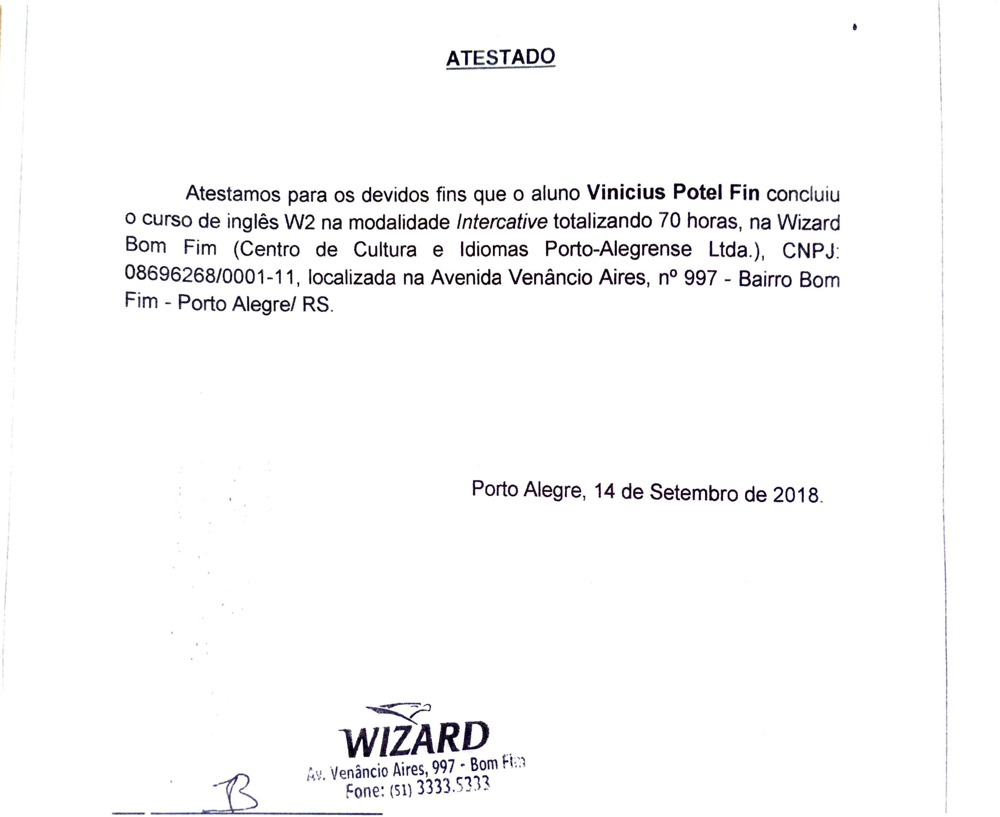 ATESTADO
Atestamos para os devidos fins que o aluno Vinicius Potel Fin concluiu
o curso de inglês W2 na modalidade Intercative totalizando 70 horas, na Wizard
Bom Fim (Centro de Cultura e Idiomas Porto-Alegrense Ltda.), CNPJ:
08696268/0001-11, localizada na Avenida Venâncio Aires, nº 997 - Bairro Bom
Fim - Porto Alegre/ RS.
Porto Alegre, 14 de Setembro de 2018.
WIZARD
Av. Venâncio Aires, 997 - Bom Fim
Fone: (51) 3333.5333